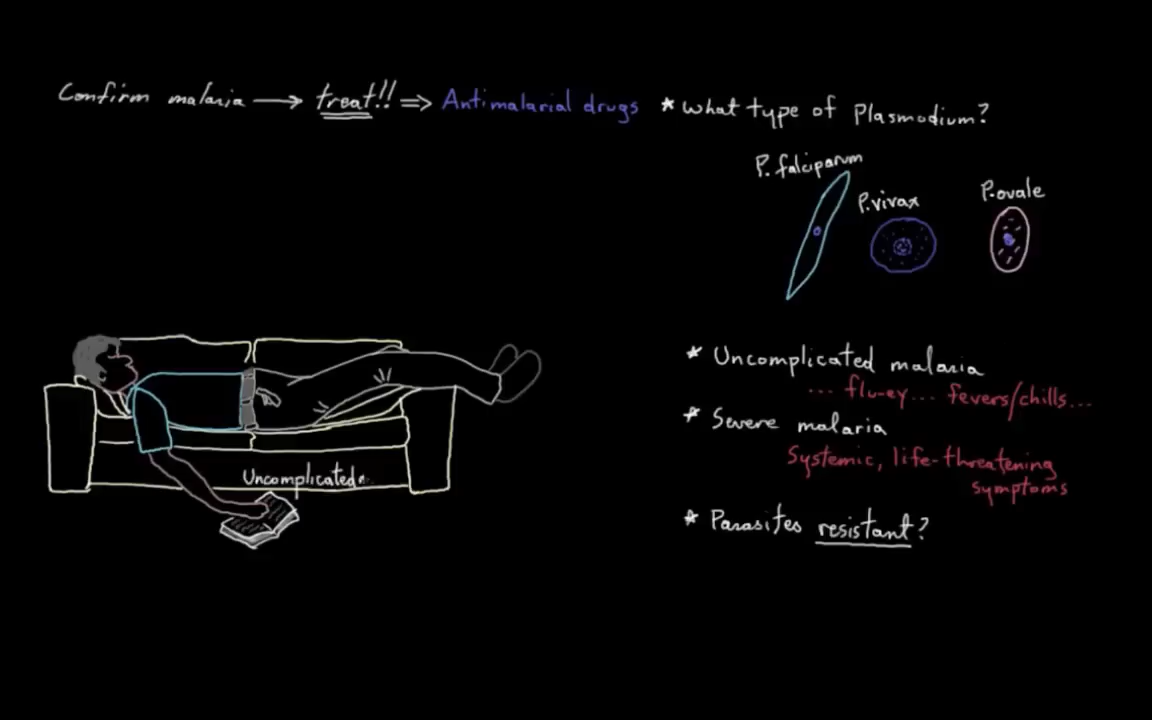 Confirm malaria → treat!! ⇒ Antimalarial drugs
* What type of Plasmodium?
P. falciparum
P. vivax
P. ovale
* Uncomplicated malaria
... flu-ey ... fevers/chills...
* Severe malaria
Systemic, life-threatening
symptoms
* Parasites resistant?
Uncomplicated